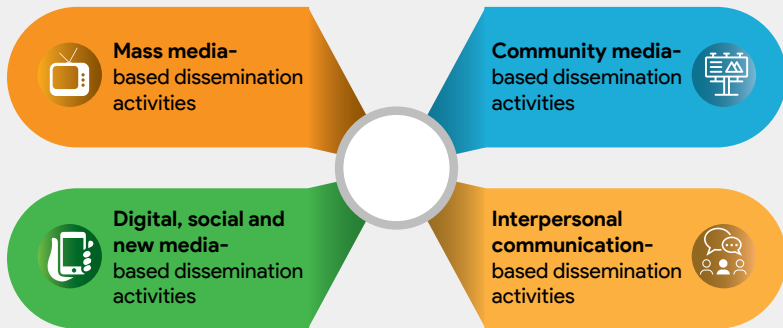 Mass media-
based dissemination
activities
Community media-
based dissemination
activities
Digital, social and
new media-
based dissemination
activities
Interpersonal
communication-
based dissemination
activities